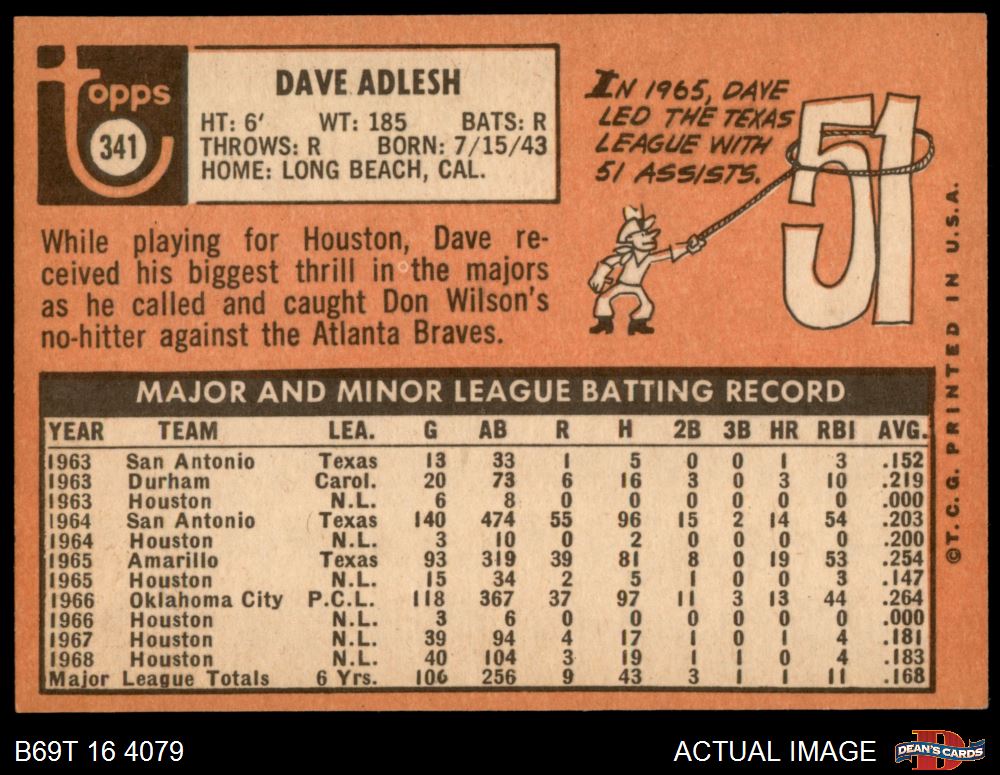 Topps
341
DAVE ADLESH
HT: 6' WT: 185 BATS: R
THROWS: R BORN: 7/15/43
HOME: LONG BEACH, CAL.
IN 1965, DAVE
LED THE TEXAS
LEAGUE WITH
51 ASSISTS.
51
While playing for Houston, Dave re-
ceived his biggest thrill in the majors
as he called and caught Don Wilson's
no-hitter against the Atlanta Braves.
MAJOR AND MINOR LEAGUE BATTING RECORD
YEAR TEAM LEA. G AB R H 2B 3B HR RBI AVG.
1963 San Antonio Texas 13 33 1 5 0 0 1 3 .152
1963 Durham Carol. 20 73 6 16 3 0 3 10 .219
1963 Houston N.L. 6 8 0 0 0 0 0 0 .000
1964 San Antonio Texas 140 474 55 96 15 2 14 54 .203
1964 Houston N.L. 3 10 0 2 0 0 0 0 .200
1965 Amarillo Texas 93 319 39 81 8 0 19 53 .254
1965 Houston N.L. 15 34 2 5 1 0 0 3 .147
1966 Oklahoma City P.C.L. 118 367 37 97 11 3 13 44 .264
1966 Houston N.L. 3 6 0 0 0 0 0 0 .000
1967 Houston N.L. 39 94 4 17 1 0 1 4 .181
1968 Houston N.L. 40 104 3 19 1 1 0 4 .183
Major League Totals 6 Yrs. 106 256 9 43 3 1 1 11 .168
©T.C.G. PRINTED IN U.S.A.
B69T 16 4079
ACTUAL IMAGE
DEAN'S CARDS